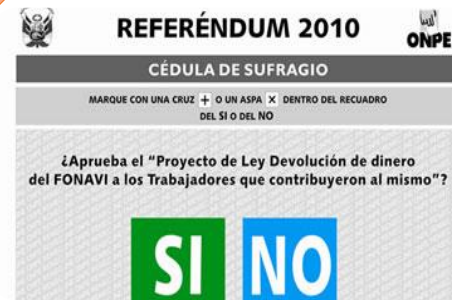 REFERÉNDUM 2010
ONPE
CÉDULA DE SUFRAGIO
MARQUE CON UNA CRUZ + O UN ASPA X DENTRO DEL RECUADRO
DEL SI O DEL NO
¿Aprueba el “Proyecto de Ley Devolución de dinero
del FONAVI a los Trabajadores que contribuyeron al mismo”?
SI NO